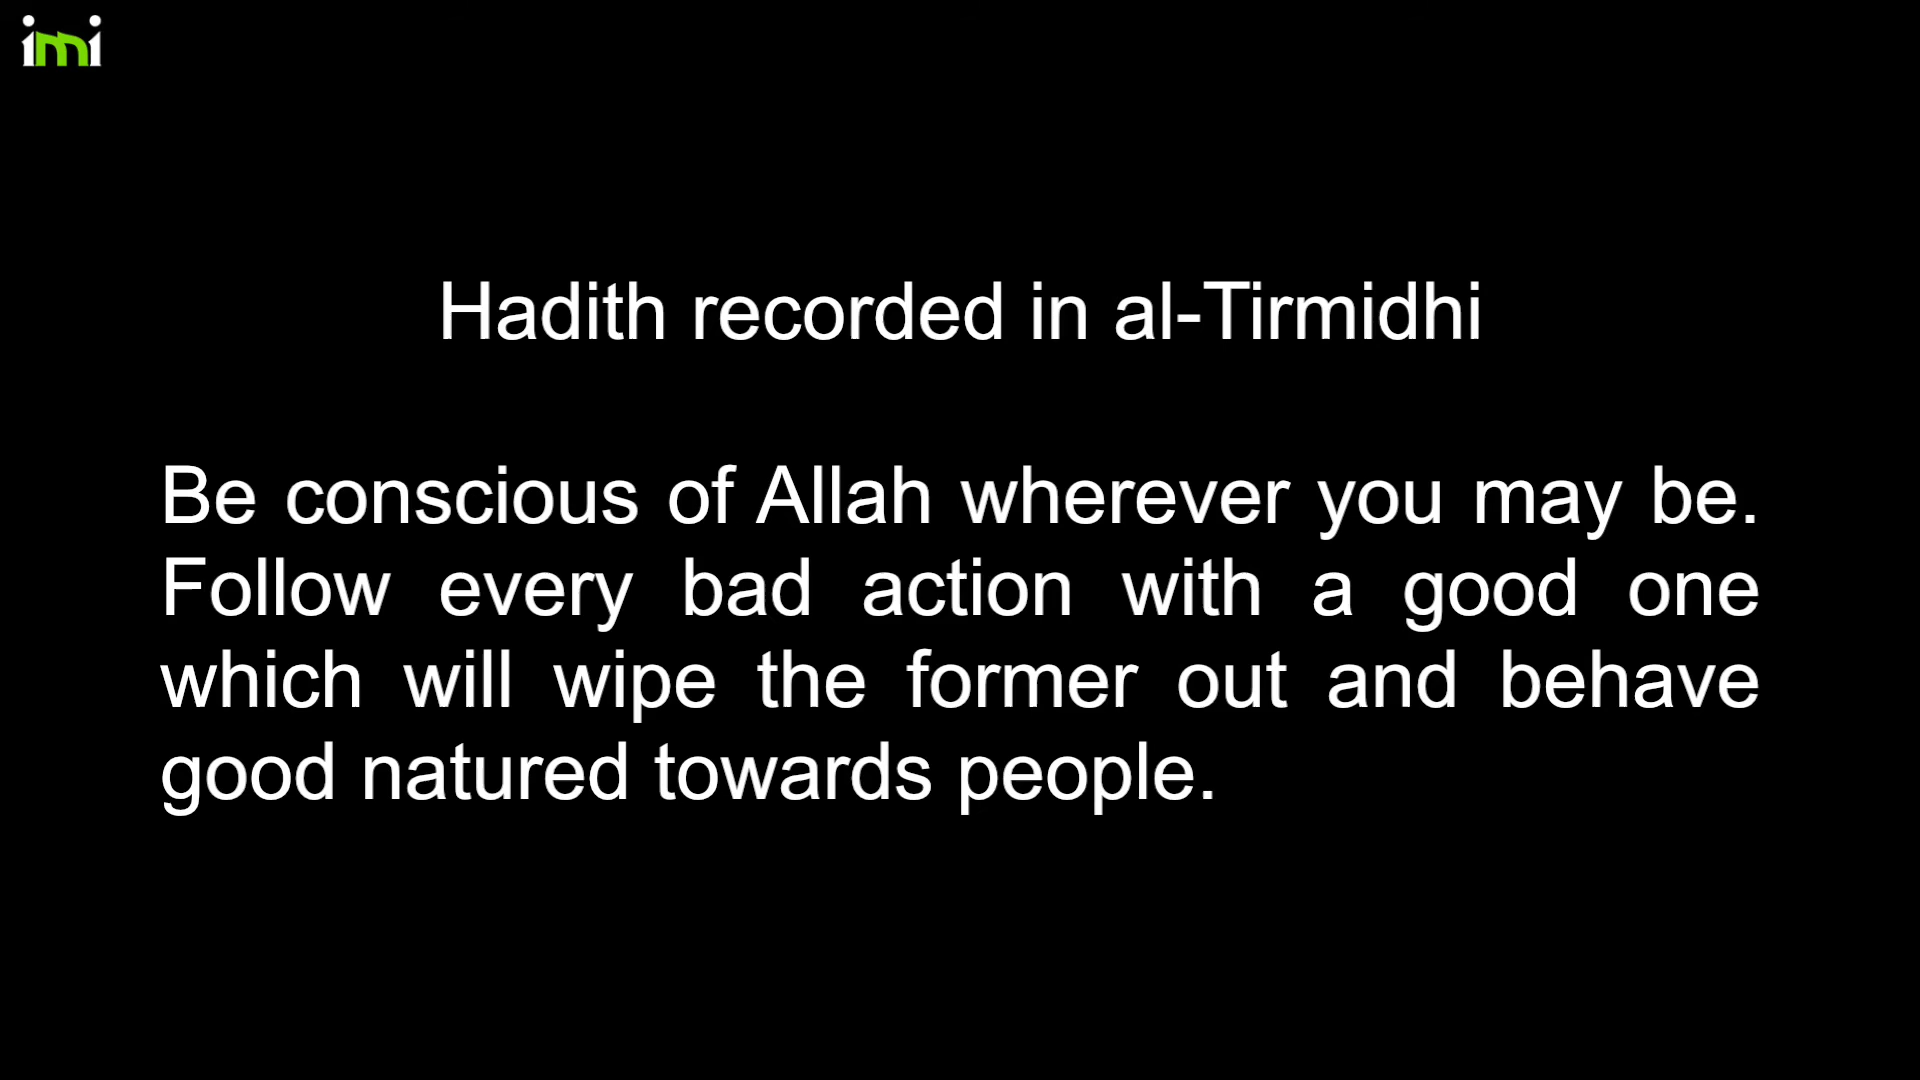 imi
Hadith recorded in al-Tirmidhi
Be conscious of Allah wherever you may be.
Follow every bad action with a good one
which will wipe the former out and behave
good natured towards people.